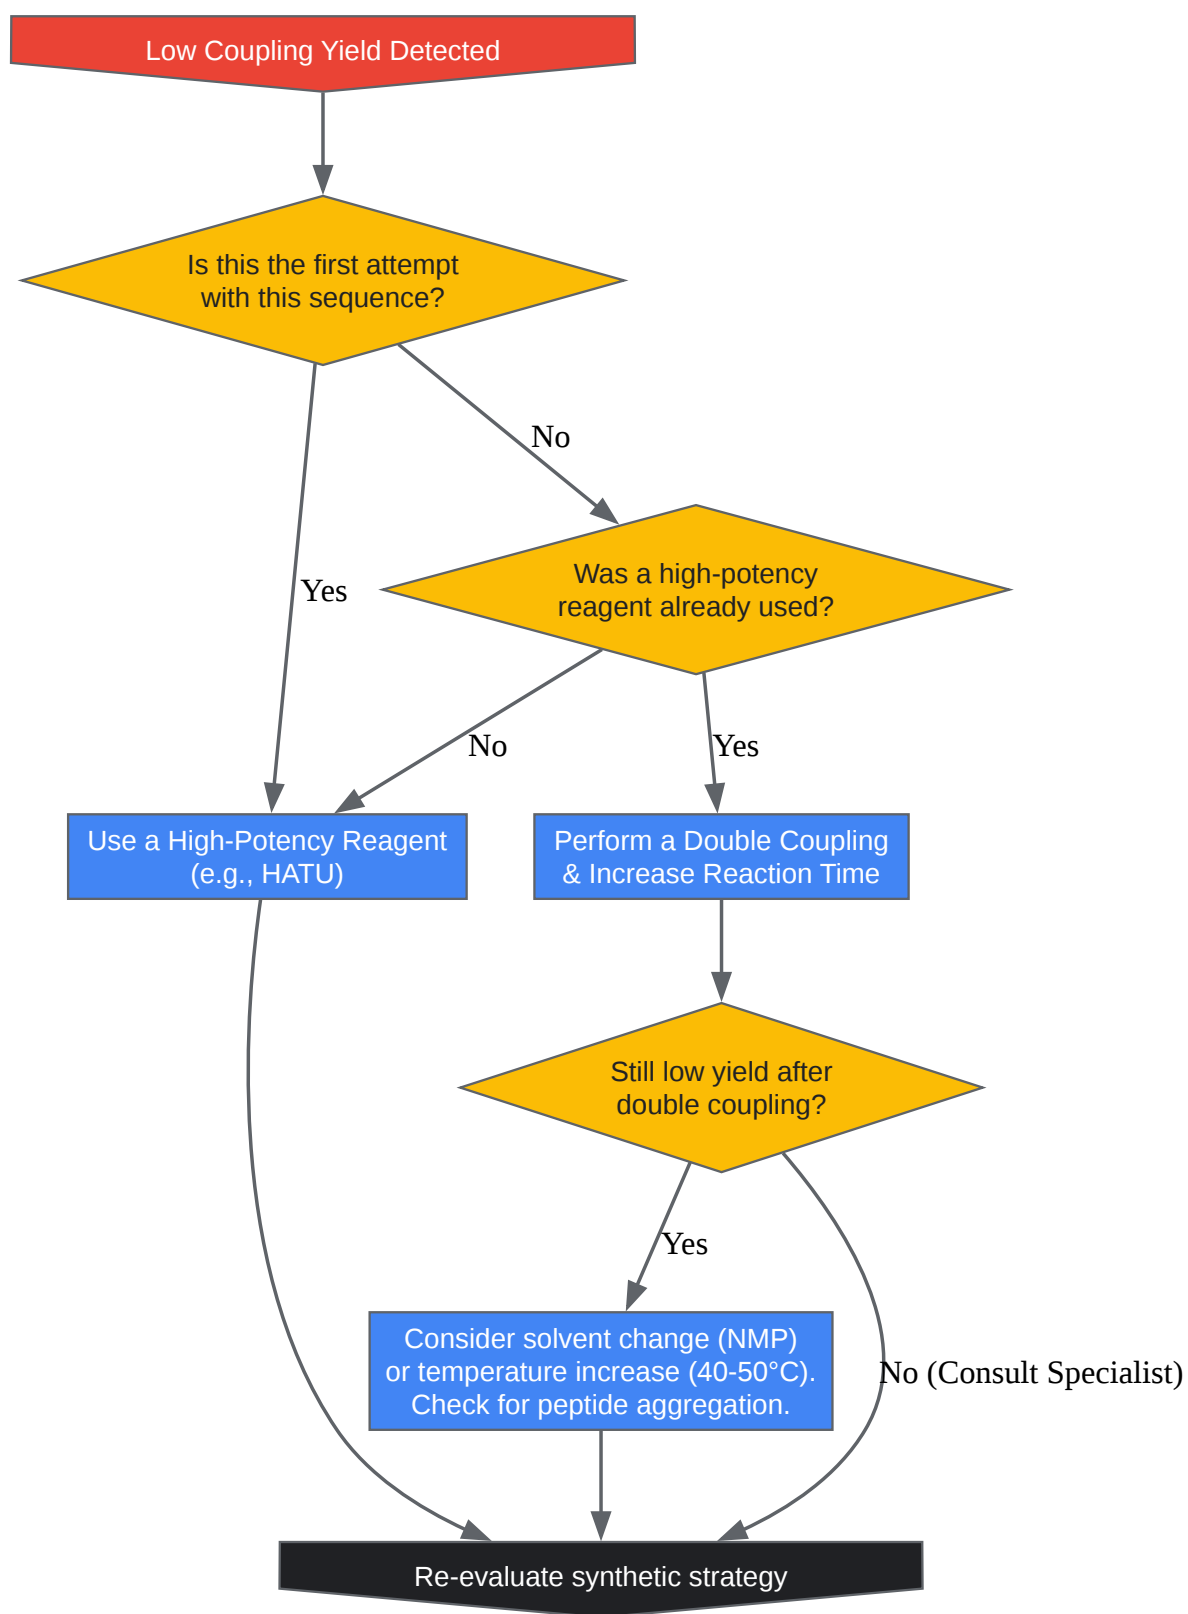 Low Coupling Yield Detected
Is this the first attempt
with this sequence?
No
Was a high-potency
reagent already used?
Yes
No
Yes
Use a High-Potency Reagent
(e.g., HATU)
Perform a Double Coupling
& Increase Reaction Time
Still low yield after
double coupling?
Yes
Consider solvent change (NMP)
or temperature increase (40-50°C).
Check for peptide aggregation.
No (Consult Specialist)
Re-evaluate synthetic strategy